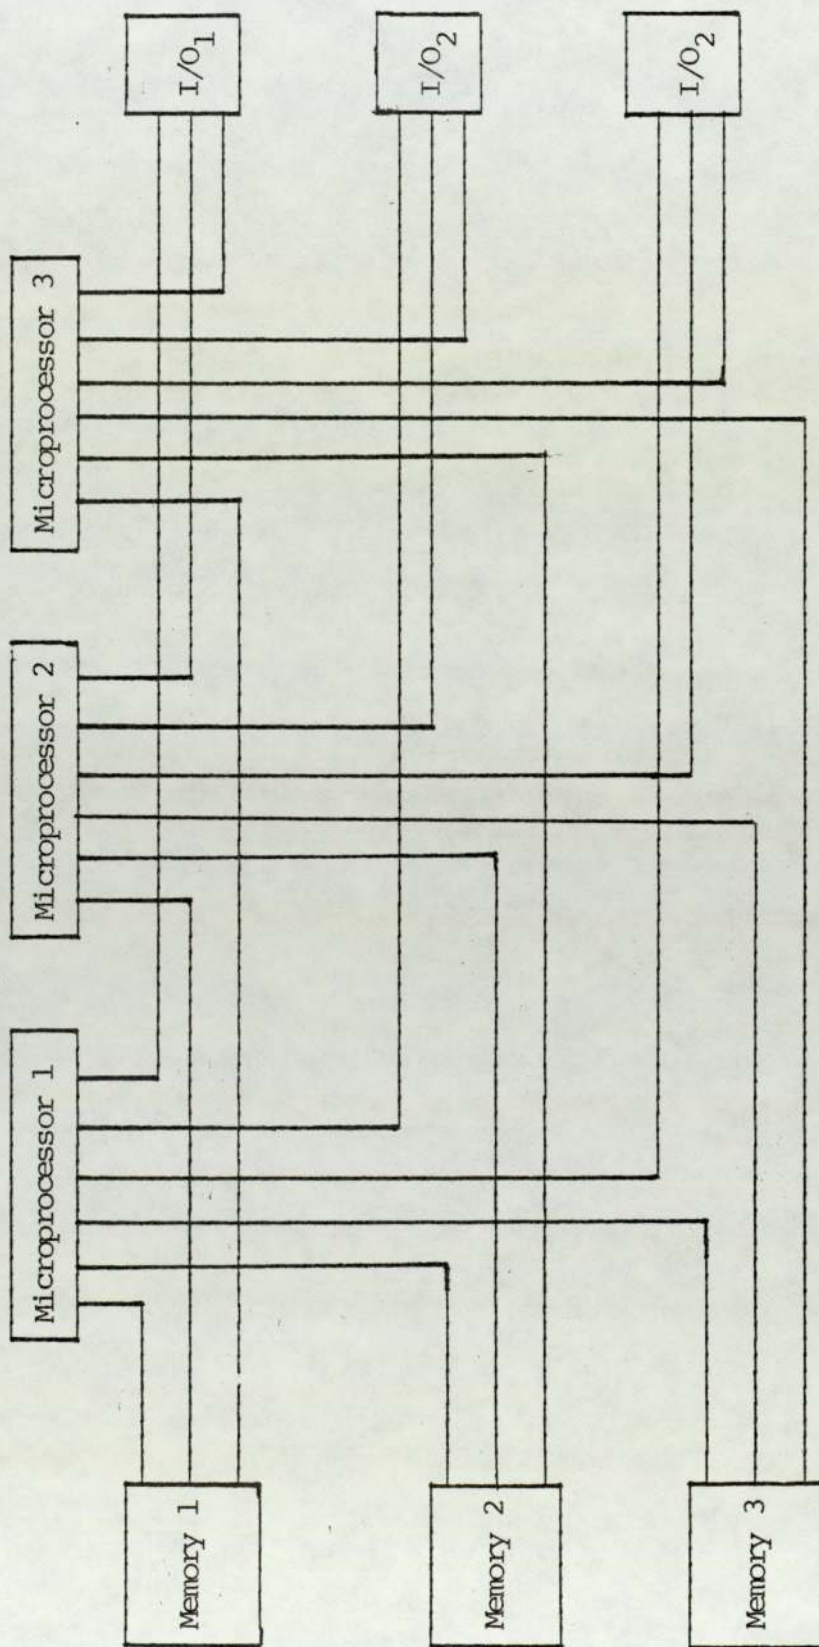 Microprocessor 1
Microprocessor 2
Microprocessor 3
Memory 1
I/O₁
Memory 2
I/O₂
Memory 3
I/O₂